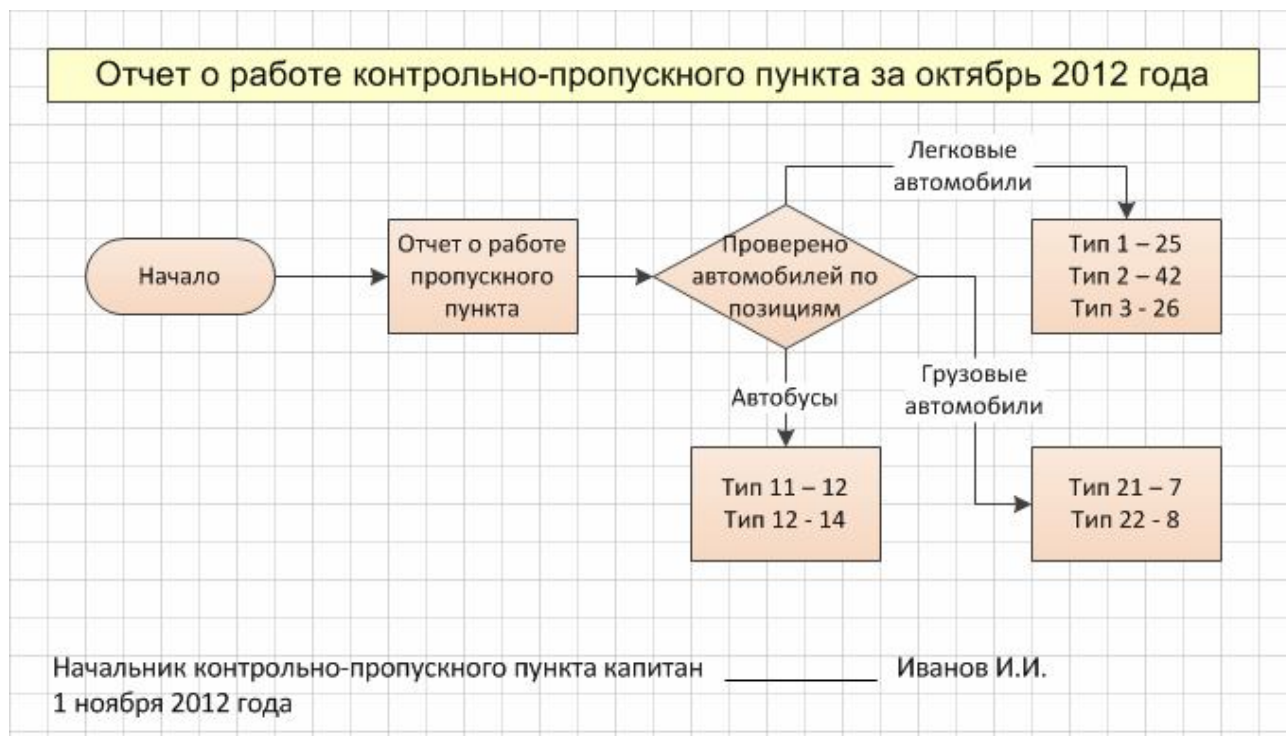 Отчет о работе контрольно-пропускного пункта за октябрь 2012 года
Начало
Отчет о работе
пропускного
пункта
Проверено
автомобилей по
позициям
Легковые
автомобили
Тип 1 – 25
Тип 2 – 42
Тип 3 - 26
Автобусы
Тип 11 – 12
Тип 12 - 14
Грузовые
автомобили
Тип 21 – 7
Тип 22 - 8
Начальник контрольно-пропускного пункта капитан __________ Иванов И.И.
1 ноября 2012 года